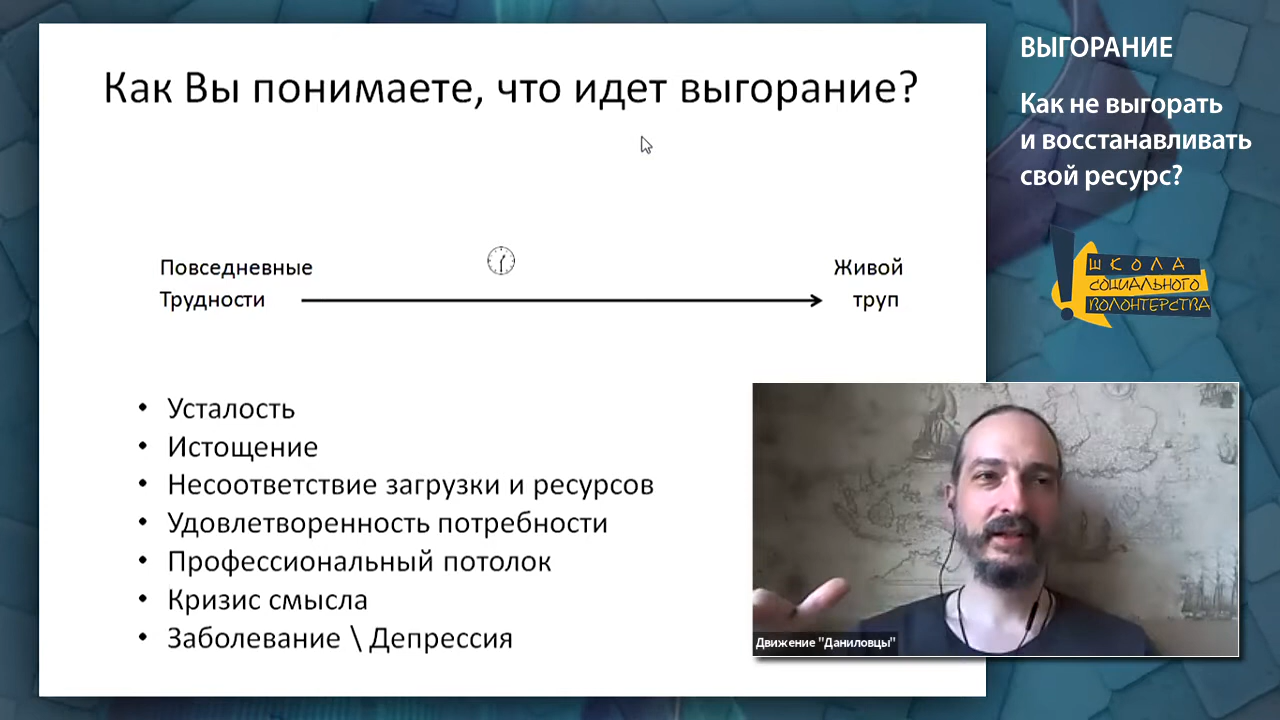 Как Вы понимаете, что идет выгорание?
Повседневные
Трудности
Живой
труп
• Усталость
• Истощение
• Несоответствие загрузки и ресурсов
• Удовлетворенность потребности
• Профессиональный потолок
• Кризис смысла
• Заболевание \ Депрессия
ВЫГОРАНИЕ
Как не выгорать
и восстанавливать
свой ресурс?
ШКОЛА
СОЦИАЛЬНОГО
ВОЛОНТЕРСТВА
Движение "Даниловцы"